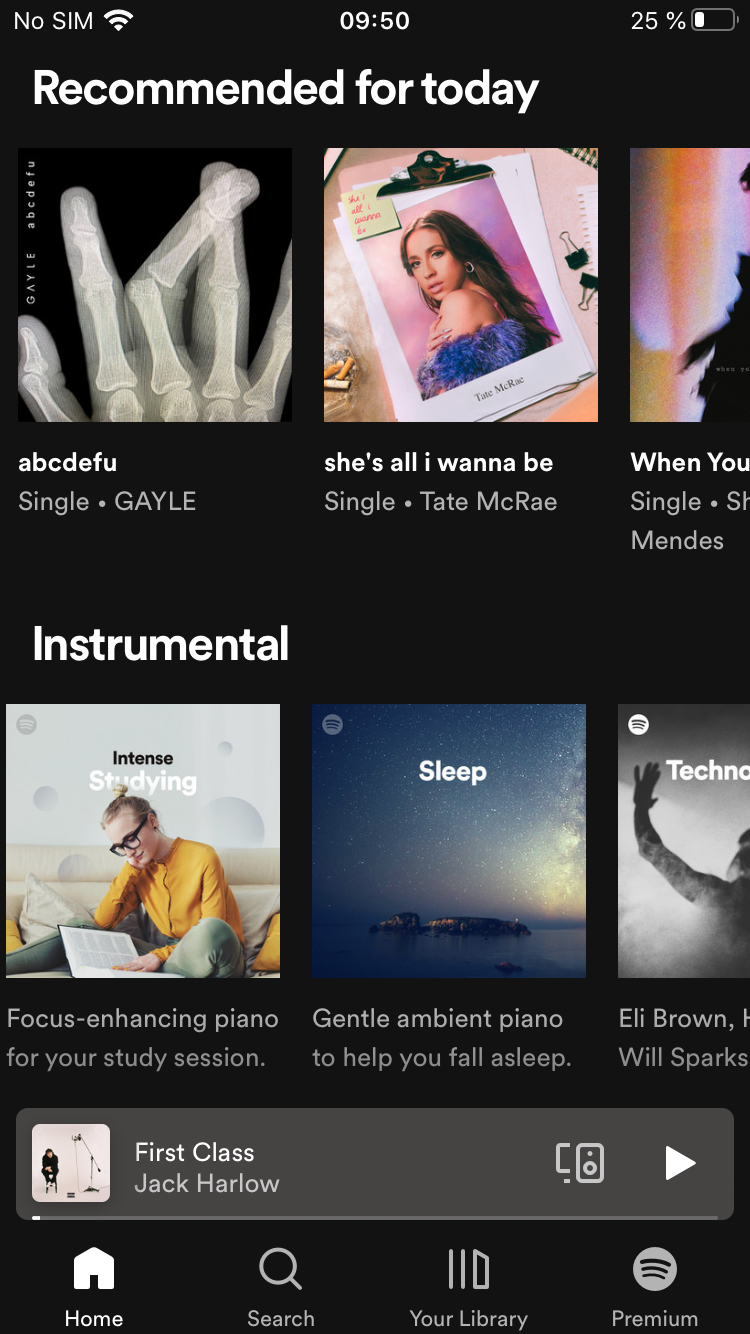 No SIM 09:50 25 %
Recommended for today
GAYLE abcdefu
she's
all i
wanna
be
Tate McRae
when yo
abcdefu
Single • GAYLE
she's all i wanna be
Single • Tate McRae
When You
Single • Sh
Mendes
Instrumental
Intense
Studying
Sleep
Techno
Focus-enhancing piano
for your study session.
Gentle ambient piano
to help you fall asleep.
Eli Brown, H
Will Sparks
First Class
Jack Harlow
Home
Search
Your Library
Premium